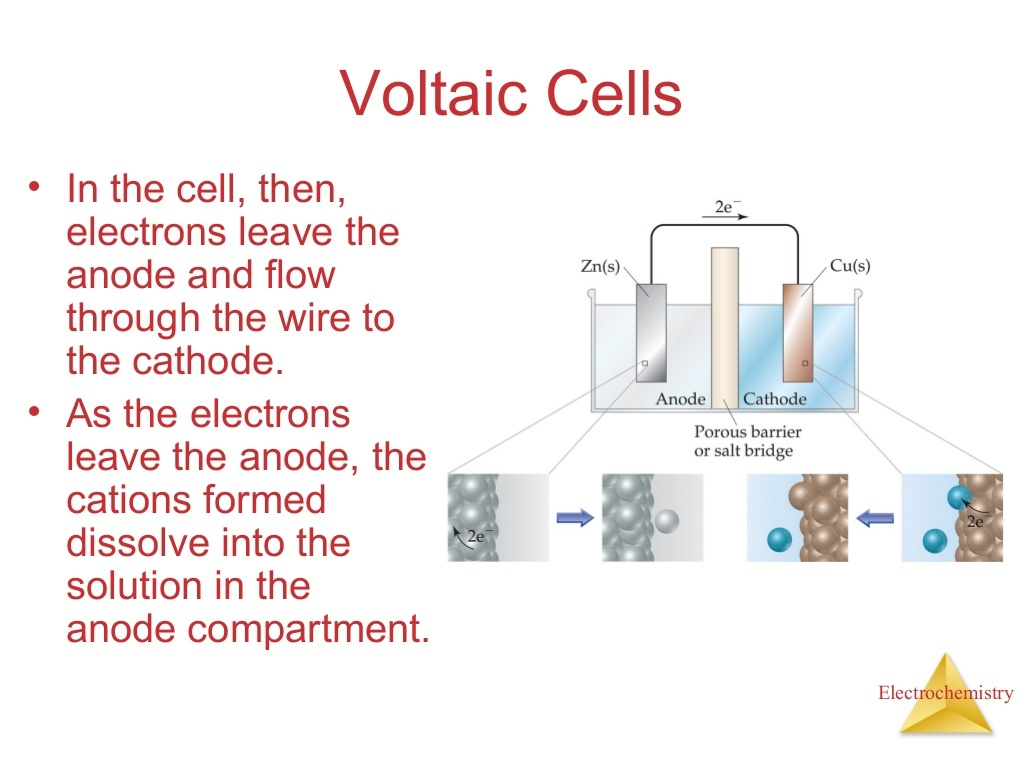 Voltaic Cells
• In the cell, then,
electrons leave the
anode and flow
through the wire to
the cathode.
• As the electrons
leave the anode, the
cations formed
dissolve into the
solution in the
anode compartment.
2e⁻
Zn(s)
Cu(s)
Anode
Cathode
Porous barrier
or salt bridge
2e⁻
2e⁻
Electrochemistry